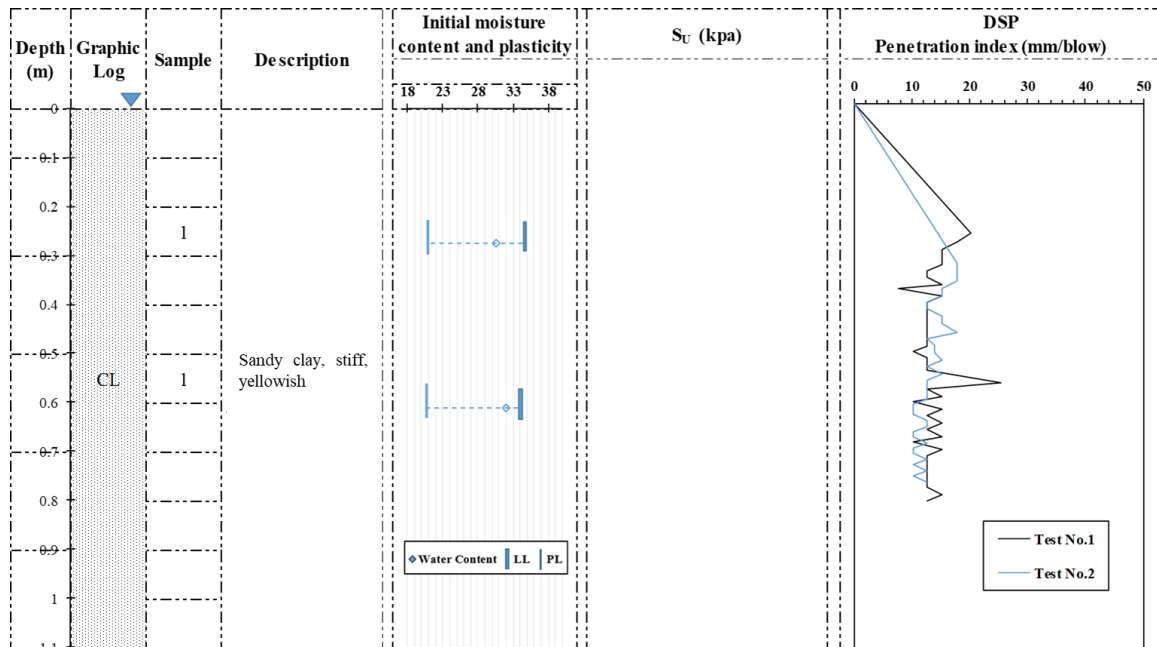 Depth
(m)
Graphic
Log
Sample
Description
Initial moisture
content and plasticity
S_U (kpa)
DSP
Penetration index (mm/blow)
18 23 28 33 38
0 10 20 30 40 50
0
0.1
0.2
0.3
0.4
0.5
0.6
0.7
0.8
0.9
1
1.1
CL
1
1
Sandy clay, stiff,
yellowish
Water Content LL PL
Test No.1
Test No.2